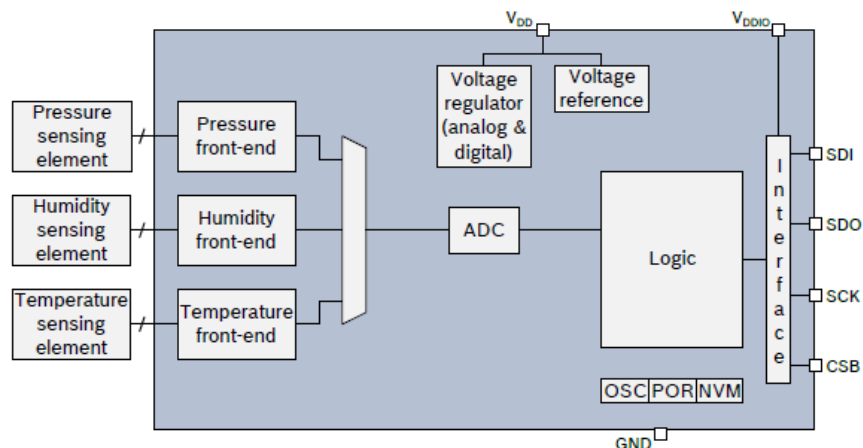 VDD
VDDIO
Voltage
regulator
(analog &
digital)
Voltage
reference
Pressure
sensing
element
Pressure
front-end
Humidity
sensing
element
Humidity
front-end
Temperature
sensing
element
Temperature
front-end
ADC
Logic
Interface
SDI
SDO
SCK
CSB
OSC POR NVM
GND